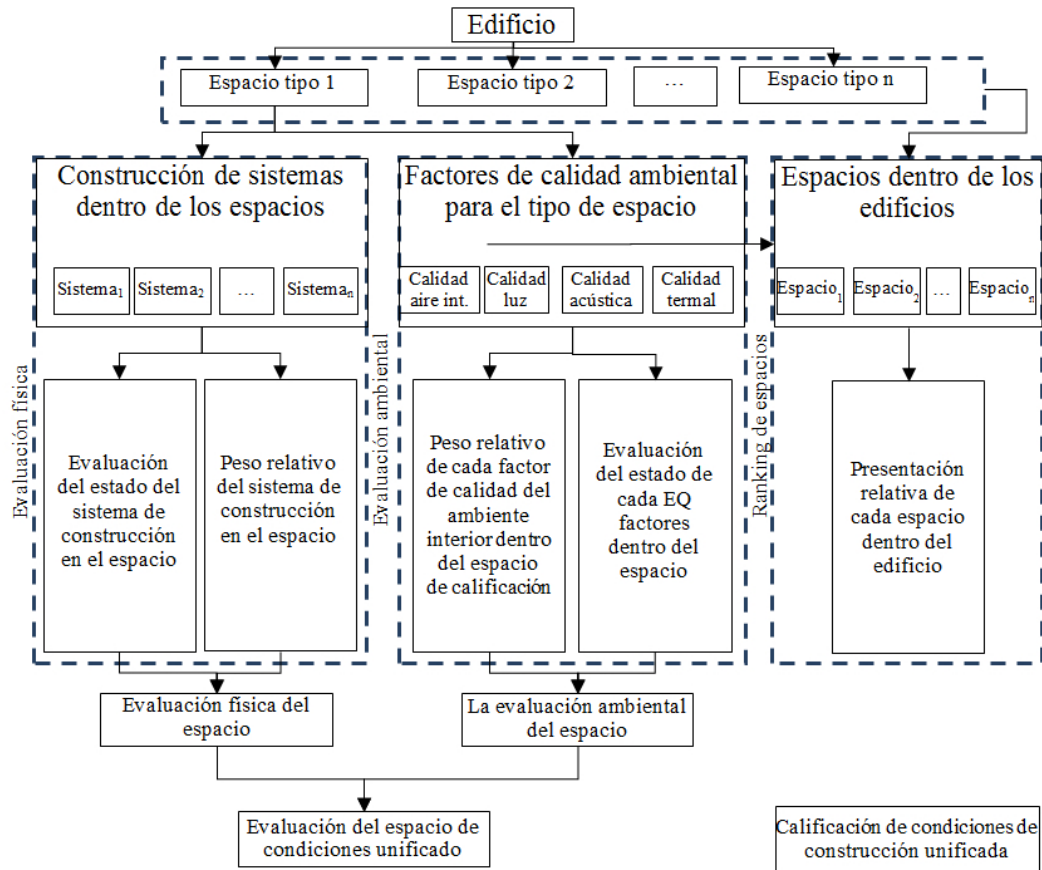 Edificio
Espacio tipo 1
Espacio tipo 2
...
Espacio tipo n
Construcción de sistemas
dentro de los espacios
Sistema1
Sistema2
...
Sisteman
Factores de calidad ambiental
para el tipo de espacio
Calidad
aire int.
Calidad
luz
Calidad
acústica
Calidad
termal
Espacios dentro de los
edificios
Espacio1
Espacio2
...
Espacion
Evaluación física
Evaluación
del estado del
sistema de
construcción
en el espacio
Peso relativo
del sistema de
construcción
en el espacio
Evaluación ambiental
Peso relativo
de cada factor
de calidad del
ambiente
interior dentro
del espacio
de calificación
Evaluación
del estado de
cada EQ
factores
dentro del
espacio
Ranking de espacios
Presentación
relativa de
cada espacio
dentro del
edificio
Evaluación física del
espacio
La evaluación ambiental
del espacio
Evaluación del espacio de
condiciones unificado
Calificación de condiciones de
construcción unificada